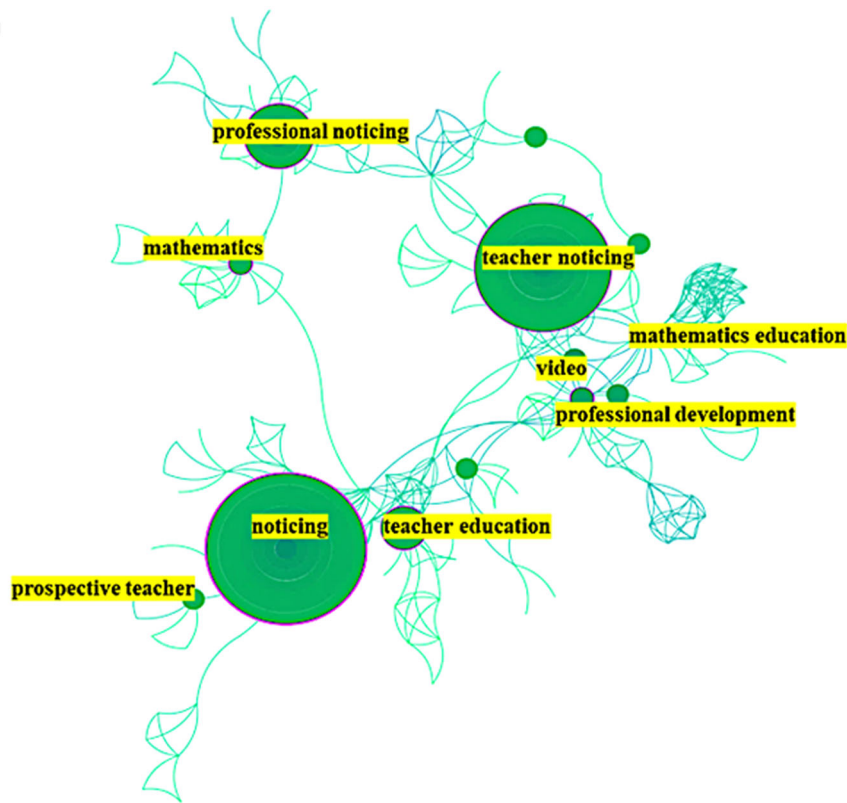 professional noticing
mathematics
teacher noticing
mathematics education
video
professional development
noticing
teacher education
prospective teacher